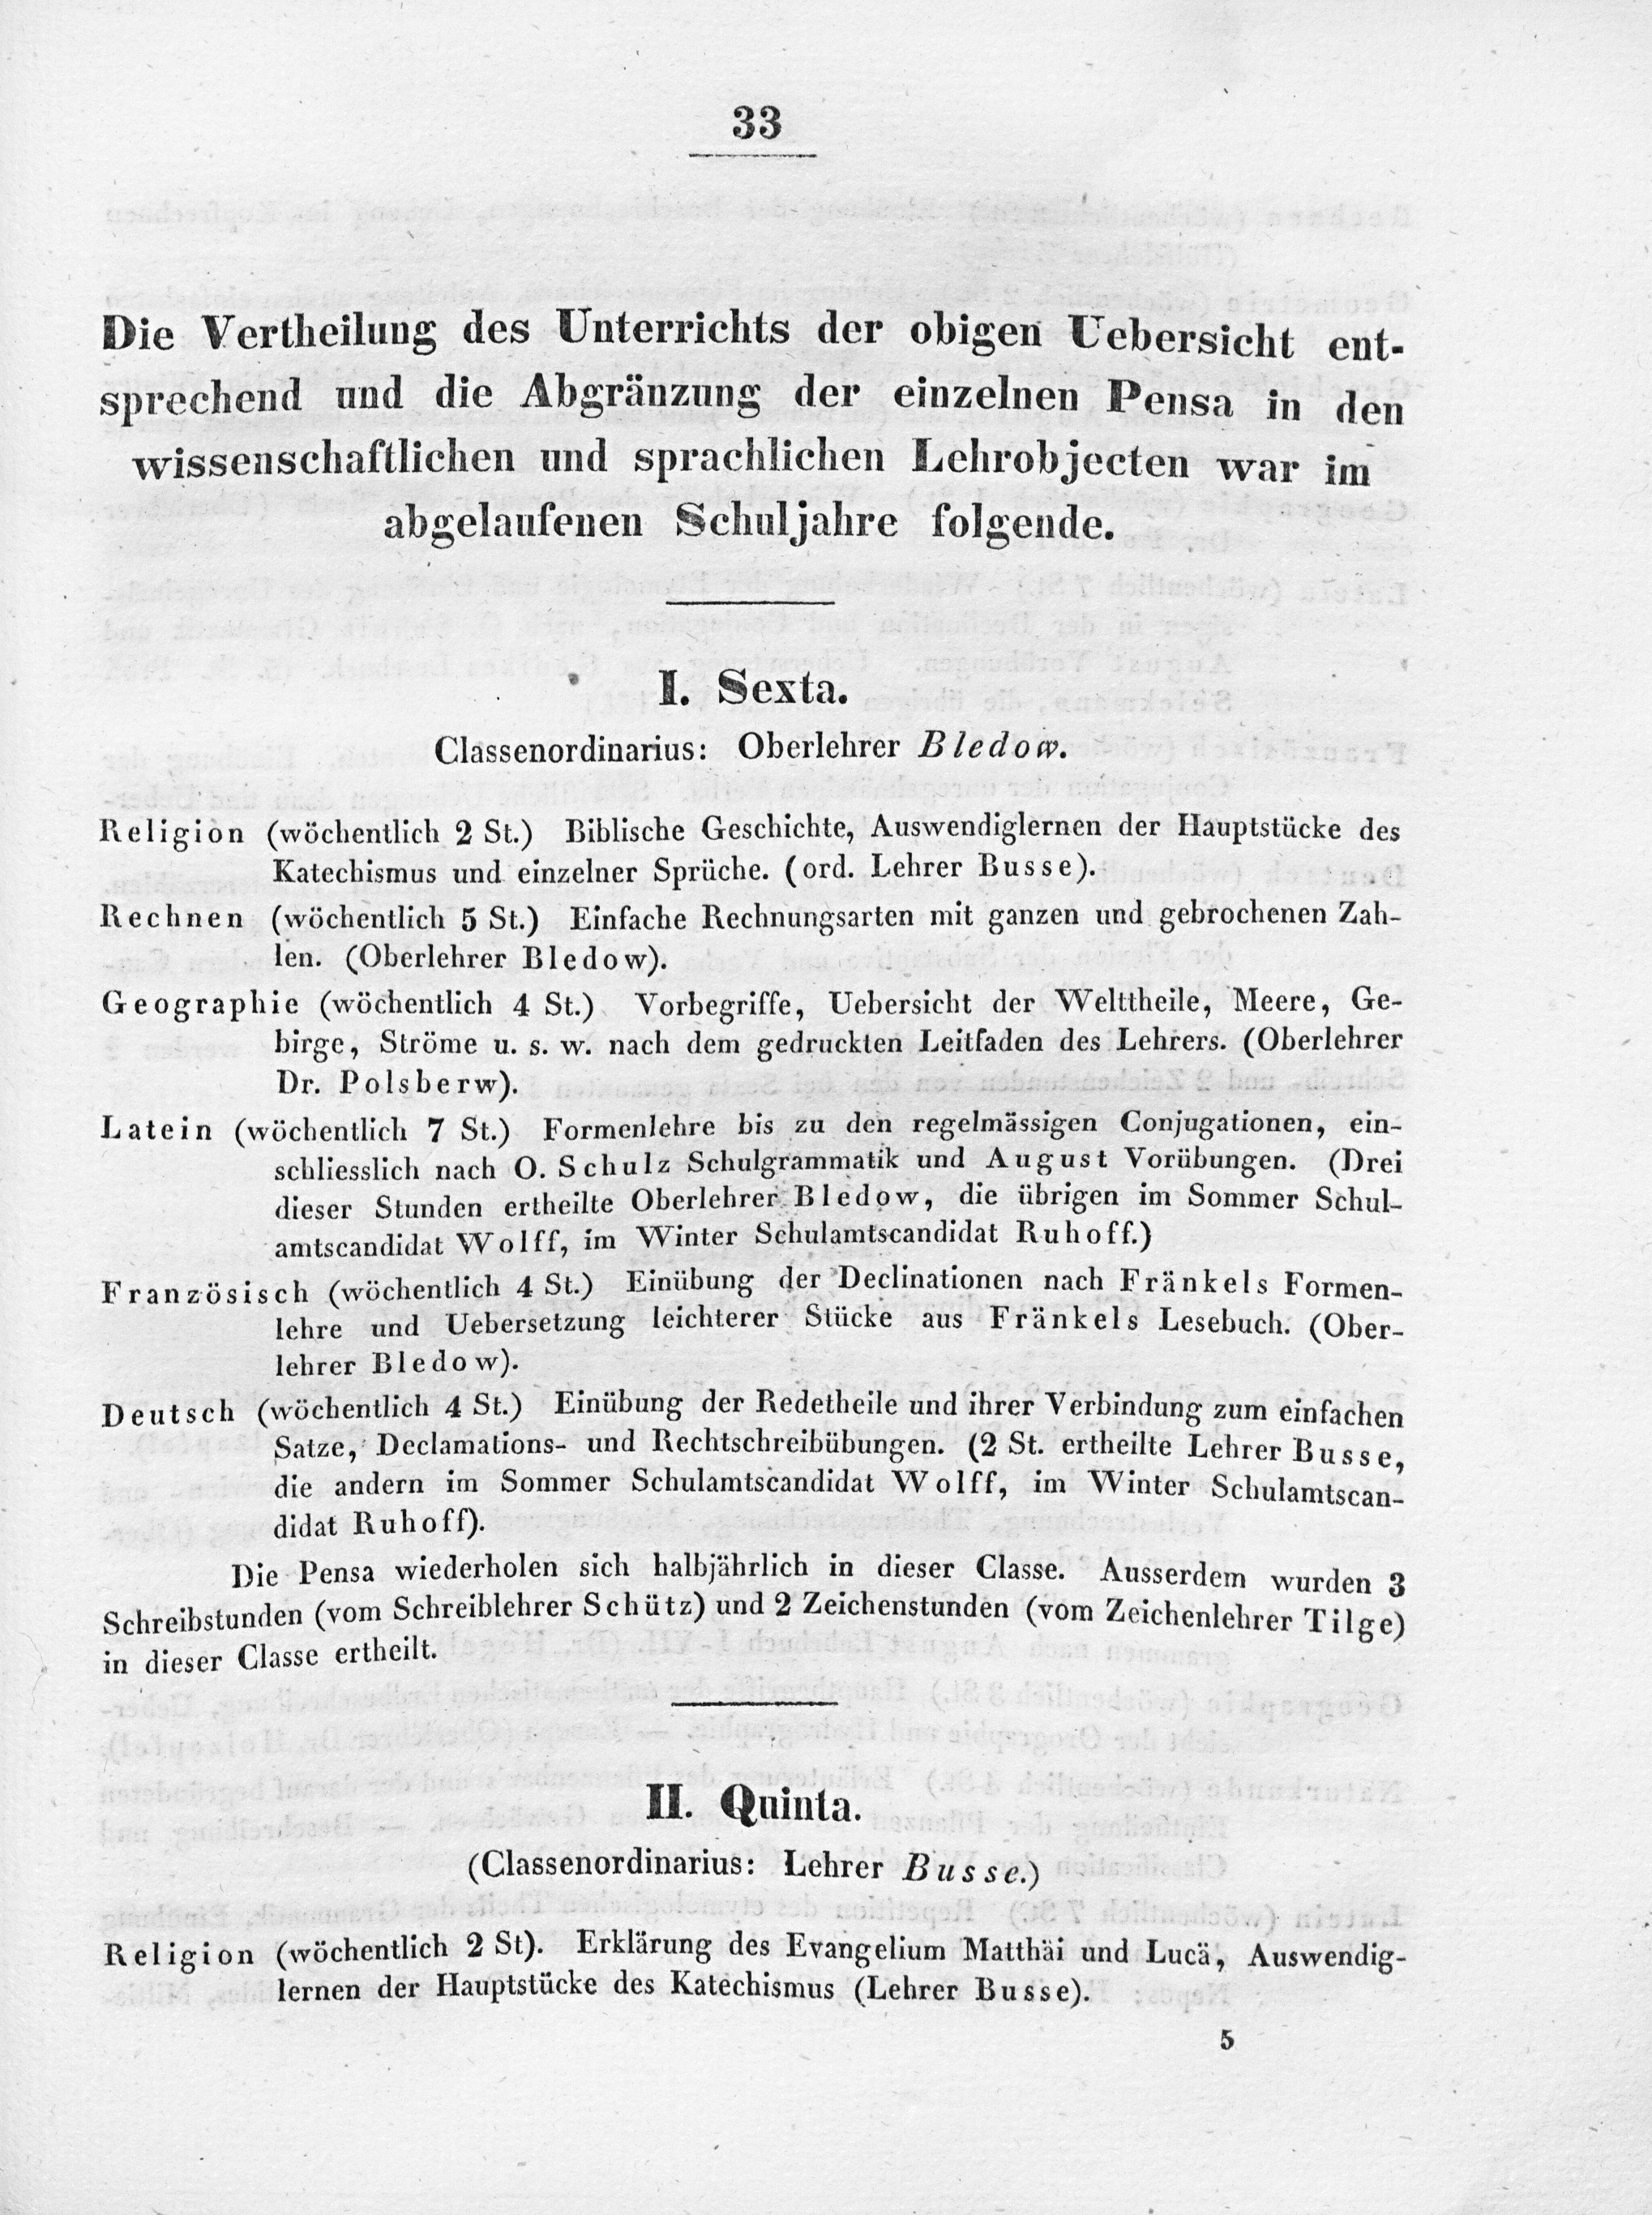 33
Die Vertheilung des Unterrichts der obigen Uebersicht ent-
sprechend und die Abgränzung der einzelnen Pensa in den
wissenschaftlichen und sprachlichen Lehrobjecten war im
abgelaufenen Schuljahre folgende.
I. Sexta.
Classenordinarius: Oberlehrer Bledow.
Religion (wöchentlich 2 St.) Biblische Geschichte, Auswendiglernen der Hauptstücke des
Katechismus und einzelner Sprüche. (ord. Lehrer Busse).
Rechnen (wöchentlich 5 St.) Einfache Rechnungsarten mit ganzen und gebrochenen Zah-
len. (Oberlehrer Bledow).
Geographie (wöchentlich 4 St.) Vorbegriffe, Uebersicht der Welttheile, Meere, Ge-
birge, Ströme u. s. w. nach dem gedruckten Leitfaden des Lehrers. (Oberlehrer
Dr. Polsberw).
Latein (wöchentlich 7 St.) Formenlehre bis zu den regelmässigen Conjugationen, ein-
schliesslich nach O. Schulz Schulgrammatik und August Vorübungen. (Drei
dieser Stunden ertheilte Oberlehrer Bledow, die übrigen im Sommer Schul-
amtscandidat Wolff, im Winter Schulamtscandidat Ruhoff.)
Französisch (wöchentlich 4 St.) Einübung der Declinationen nach Fränkels Formen-
lehre und Uebersetzung leichterer Stücke aus Fränkels Lesebuch. (Ober-
lehrer Bledow).
Deutsch (wöchentlich 4 St.) Einübung der Redetheile und ihrer Verbindung zum einfachen
Satze, Declamations- und Rechtschreibübungen. (2 St. ertheilte Lehrer Busse,
die andern im Sommer Schulamtscandidat Wolff, im Winter Schulamtscan-
didat Ruhoff).
Die Pensa wiederholen sich halbjährlich in dieser Classe. Ausserdem wurden 3
Schreibstunden (vom Schreiblehrer Schütz) und 2 Zeichenstunden (vom Zeichenlehrer Tilge)
in dieser Classe ertheilt.
II. Quinta.
(Classenordinarius: Lehrer Busse.)
Religion (wöchentlich 2 St). Erklärung des Evangelium Matthäi und Lucä, Auswendig-
lernen der Hauptstücke des Katechismus (Lehrer Busse).
5